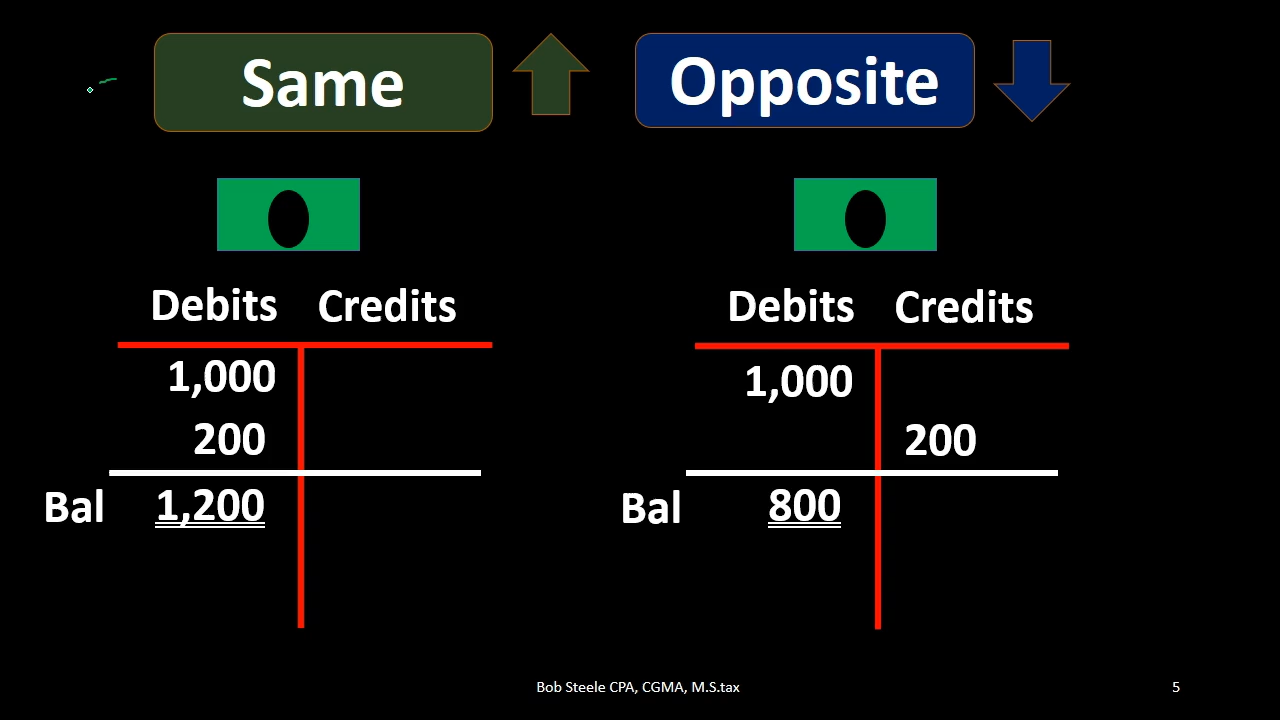 Same
Opposite
Debits Credits
1,000
200
Bal 1,200
Debits Credits
1,000
200
Bal 800
Bob Steele CPA, CGMA, M.S.tax
5